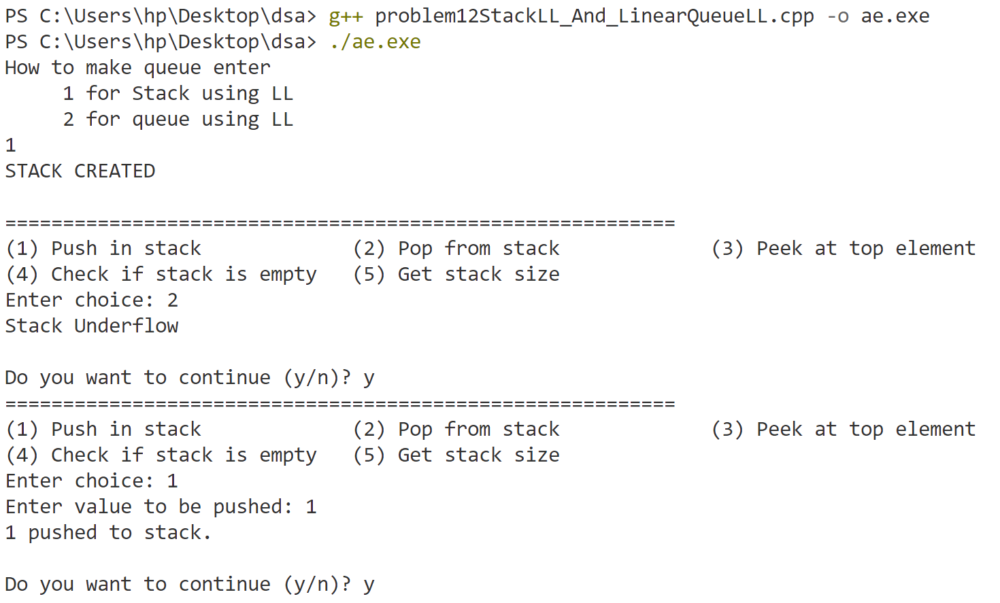 PS C:\Users\hp\Desktop\dsa> g++ problem12StackLL_And_LinearQueueLL.cpp -o ae.exe
PS C:\Users\hp\Desktop\dsa> ./ae.exe
How to make queue enter
     1 for Stack using LL
     2 for queue using LL
1
STACK CREATED

==========================================================
(1) Push in stack             (2) Pop from stack             (3) Peek at top element
(4) Check if stack is empty   (5) Get stack size
Enter choice: 2
Stack Underflow

Do you want to continue (y/n)? y
==========================================================
(1) Push in stack             (2) Pop from stack             (3) Peek at top element
(4) Check if stack is empty   (5) Get stack size
Enter choice: 1
Enter value to be pushed: 1
1 pushed to stack.

Do you want to continue (y/n)? y